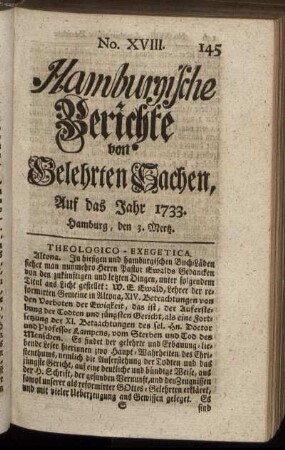 No. XVIII. 145
Hamburgische
Berichte
von
Gelehrten Sachen,
Auf das Jahr 1733.
Hamburg, den 3. Mertz.
THEOLOGICO-EXEGETICA.
Altona. In hiesigen und hamburgischen Buch-Läden
siehet man nunmehro Herrn Pastor Ewalds Gedancken
von den zukünftigen und letzten Dingen, unter folgendem
Titel ans Licht gestellet: W. E. Ewald, Lehrer der re-
formirten Gemeine in Altona, XIV. Betrachtungen von
den Vorboten der Ewigkeit, das ist, der Auferste-
hung der Todten und jüngsten Gericht, als eine Fort-
setzung der XI. Betrachtungen des sel. Hn. Doctor
und Professor Kampens, vom Sterben und Tod des
Menschen. Es findet der gelehrte und Erbauung-lie-
bende Leser hierinnen zwo Haupt-Wahrheiten des Chri-
stenthums, nemlich die Auferstehung der Todten und das
jüngste Gericht, auf eine deutliche und bündige Weise, aus
der H. Schrift, der gesunden Vernunft, und den Zeugnissen
sowol unserer als reformirter GOttes-Gelehrten erkläret,
und mit vieler Ueberzeugung ans Gewissen geleget. Es
S sind